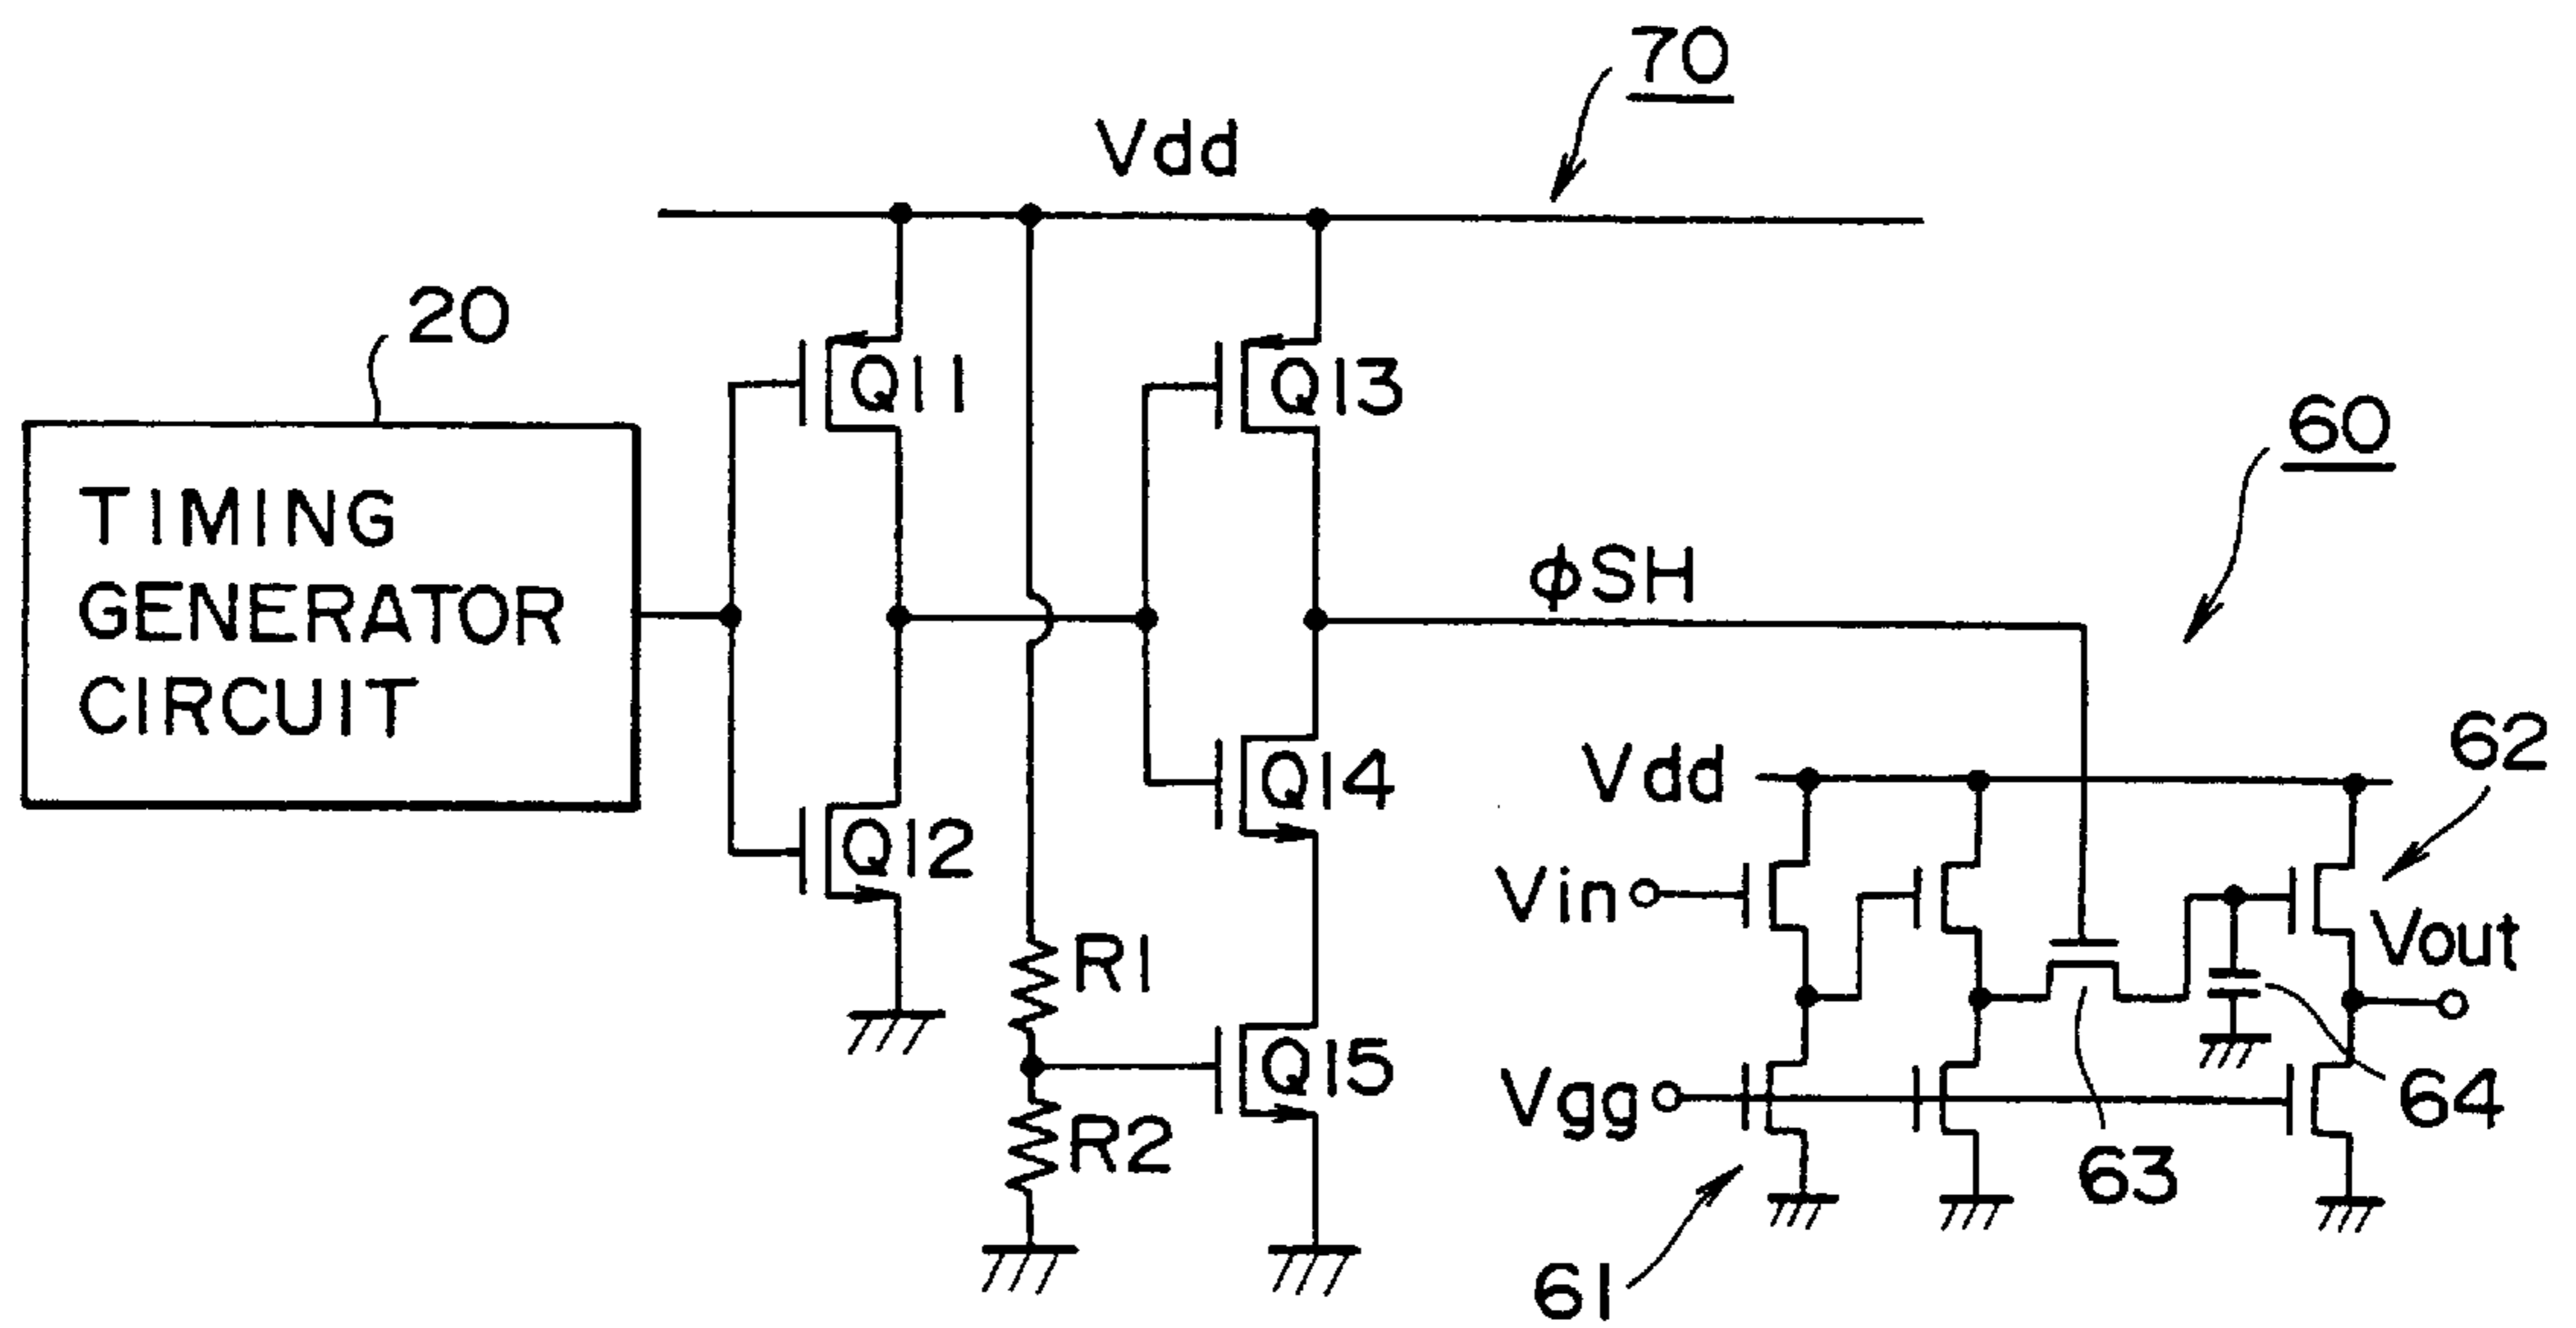 70
Vdd
20
Q11
Q13
60
TIMING
GENERATOR
CIRCUIT
ϕSH
Q12
Q14
Vdd
62
Vin
Vout
R1
Q15
Vgg
64
R2
63
61